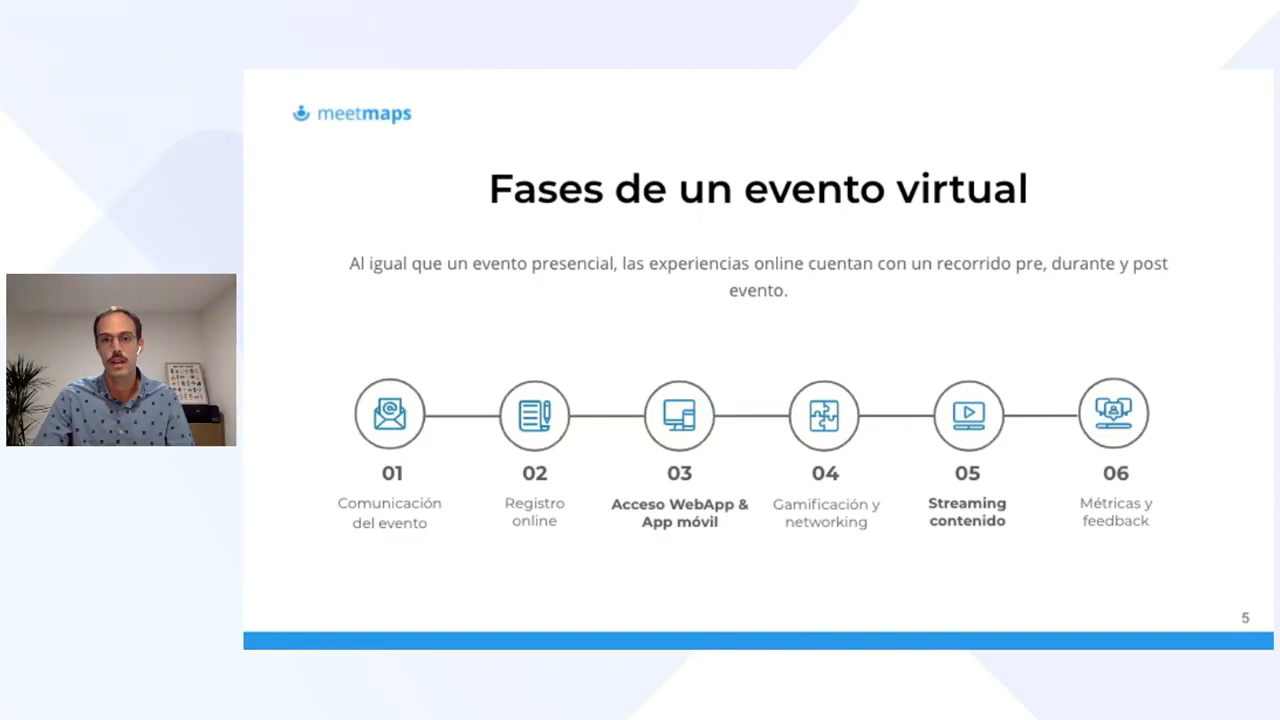 meetmaps
Fases de un evento virtual
Al igual que un evento presencial, las experiencias online cuentan con un recorrido pre, durante y post
evento.
01
Comunicación
del evento
02
Registro
online
03
Acceso WebApp &
App móvil
04
Gamificación y
networking
05
Streaming
contenido
06
Métricas y
feedback
5